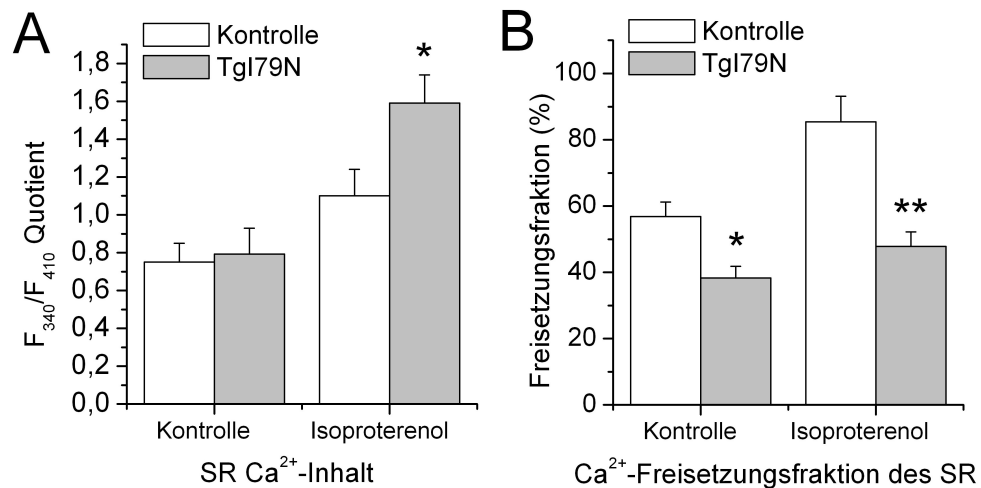 A
Kontrolle
TgI79N
*
1,8
1,6
1,4
1,2
1,0
0,8
0,6
0,4
0,2
0,0
F340/F410 Quotient
Kontrolle
Isoproterenol
SR Ca2+-Inhalt
B
Kontrolle
TgI79N
100
80
60
40
20
0
**
*
Freisetzungsfraktion (%)
Kontrolle
Isoproterenol
Ca2+-Freisetzungsfraktion des SR